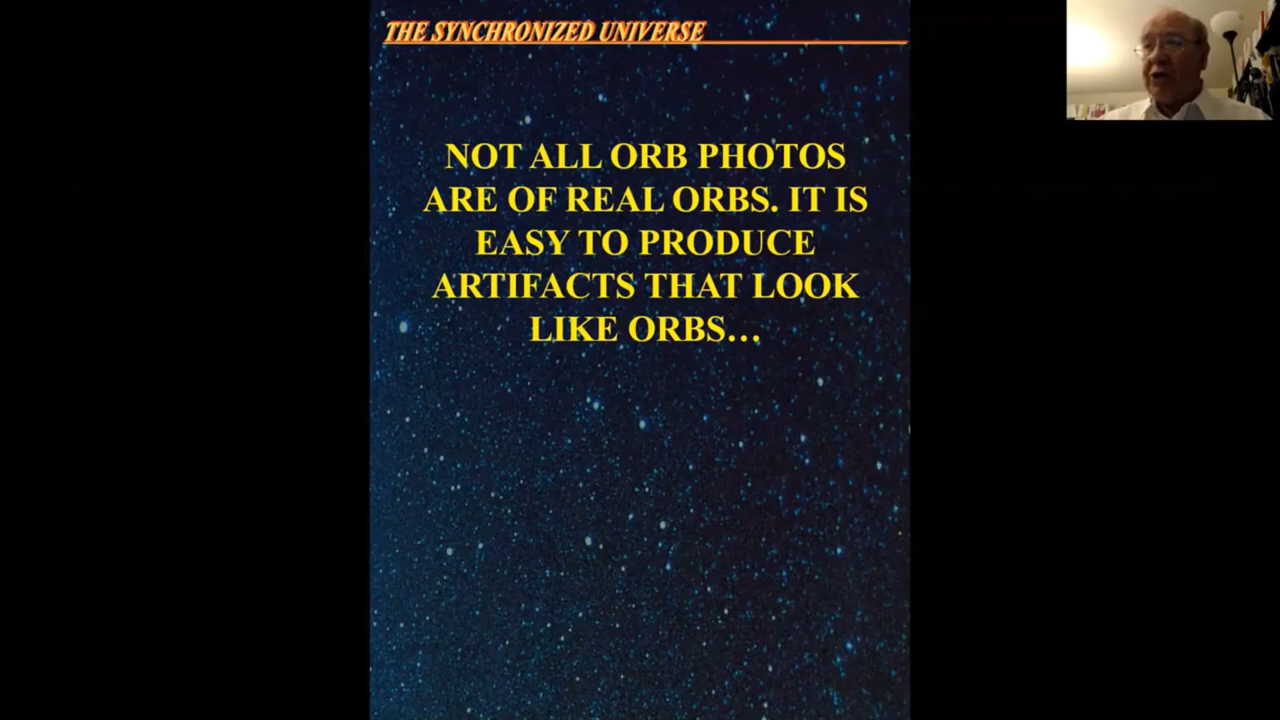 THE SYNCHRONIZED UNIVERSE
NOT ALL ORB PHOTOS
ARE OF REAL ORBS. IT IS
EASY TO PRODUCE
ARTIFACTS THAT LOOK
LIKE ORBS…